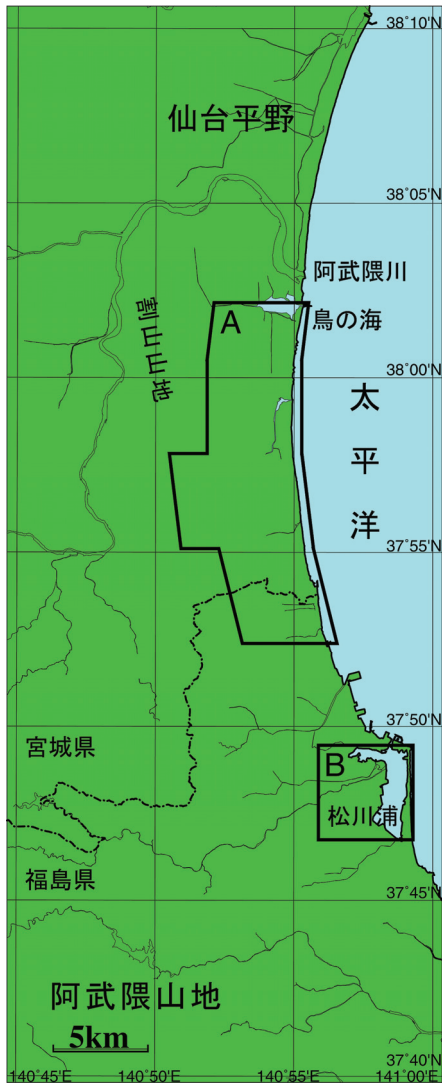 38°10'N
仙台平野
38°05'N
阿武隈川
鳥の海
割山山地
A
38°00'N
太平洋
37°55'N
37°50'N
宮城県
B
松川浦
福島県
37°45'N
阿武隈山地
5km
37°40'N
140°45'E 140°50'E 140°55'E 141°00'E